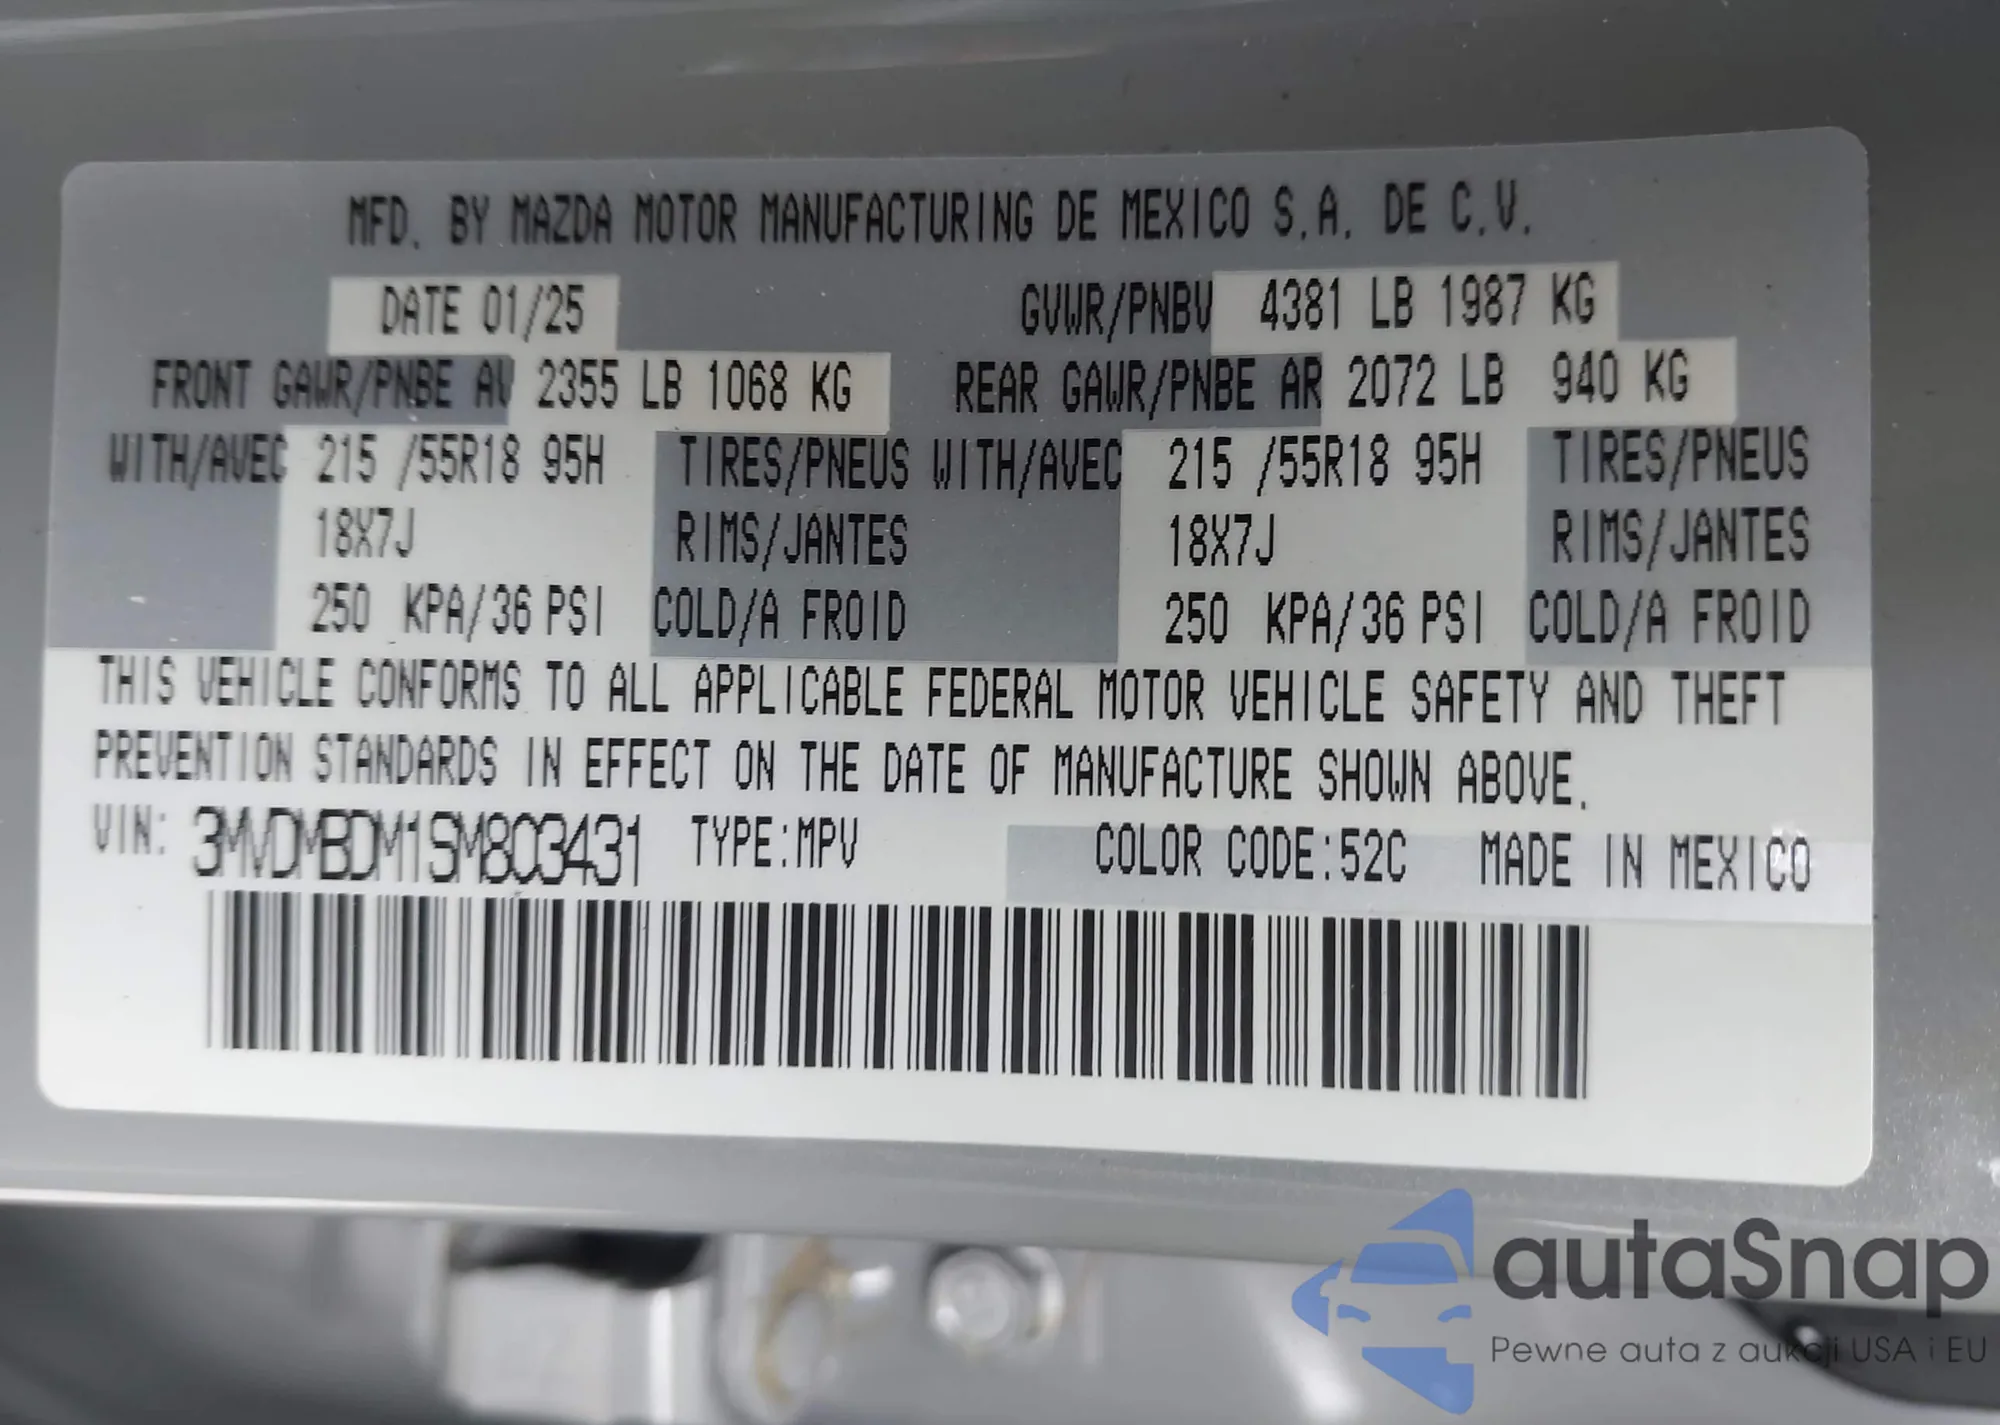 MFD. BY MAZDA MOTOR MANUFACTURING DE MEXICO S.A. DE C.V.
DATE 01/25 GVWR/PNBV 4381 LB 1987 KG
FRONT GAWR/PNBE AV 2355 LB 1068 KG REAR GAWR/PNBE AR 2072 LB 940 KG
WITH/AVEC 215 /55R18 95H TIRES/PNEUS WITH/AVEC 215 /55R18 95H TIRES/PNEUS
18X7J RIMS/JANTES 18X7J RIMS/JANTES
250 KPA/36 PSI COLD/A FROID 250 KPA/36 PSI COLD/A FROID
THIS VEHICLE CONFORMS TO ALL APPLICABLE FEDERAL MOTOR VEHICLE SAFETY AND THEFT
PREVENTION STANDARDS IN EFFECT ON THE DATE OF MANUFACTURE SHOWN ABOVE.
VIN: 3MVDMBDM1SM803431 TYPE:MPV COLOR CODE:52C MADE IN MEXICO
autaSnap
Pewne auta z aukcji USA i EU